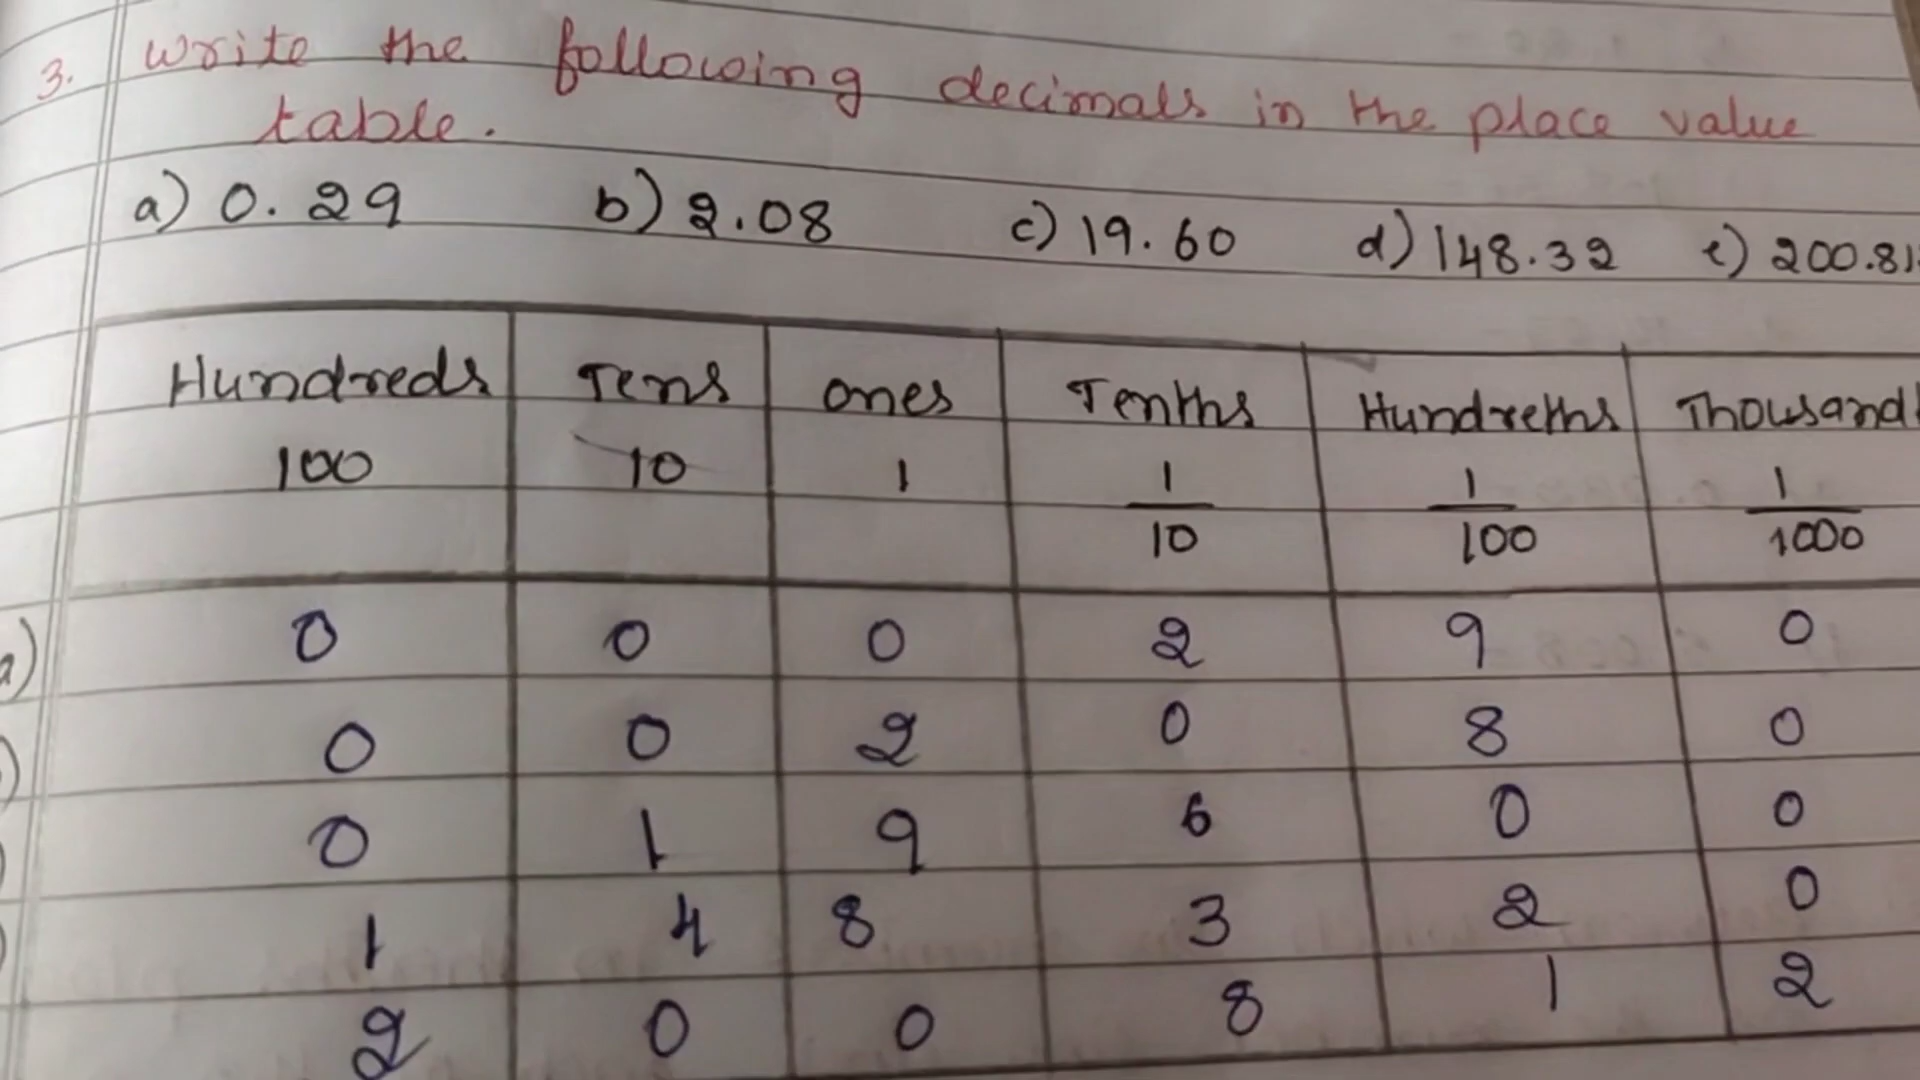 3. Write the following decimals in the place value
table.
a) 0.29 b) 2.08 c) 19.60 d) 148.32 e) 200.81
Hundreds Tens ones Tenths Hundreths Thousand
100 10 1 1/10 1/100 1/1000
a) 0 0 0 2 9 0
0 0 2 0 8 0
0 1 9 6 0 0
1 4 8 3 2 0
2 0 0 8 1 2